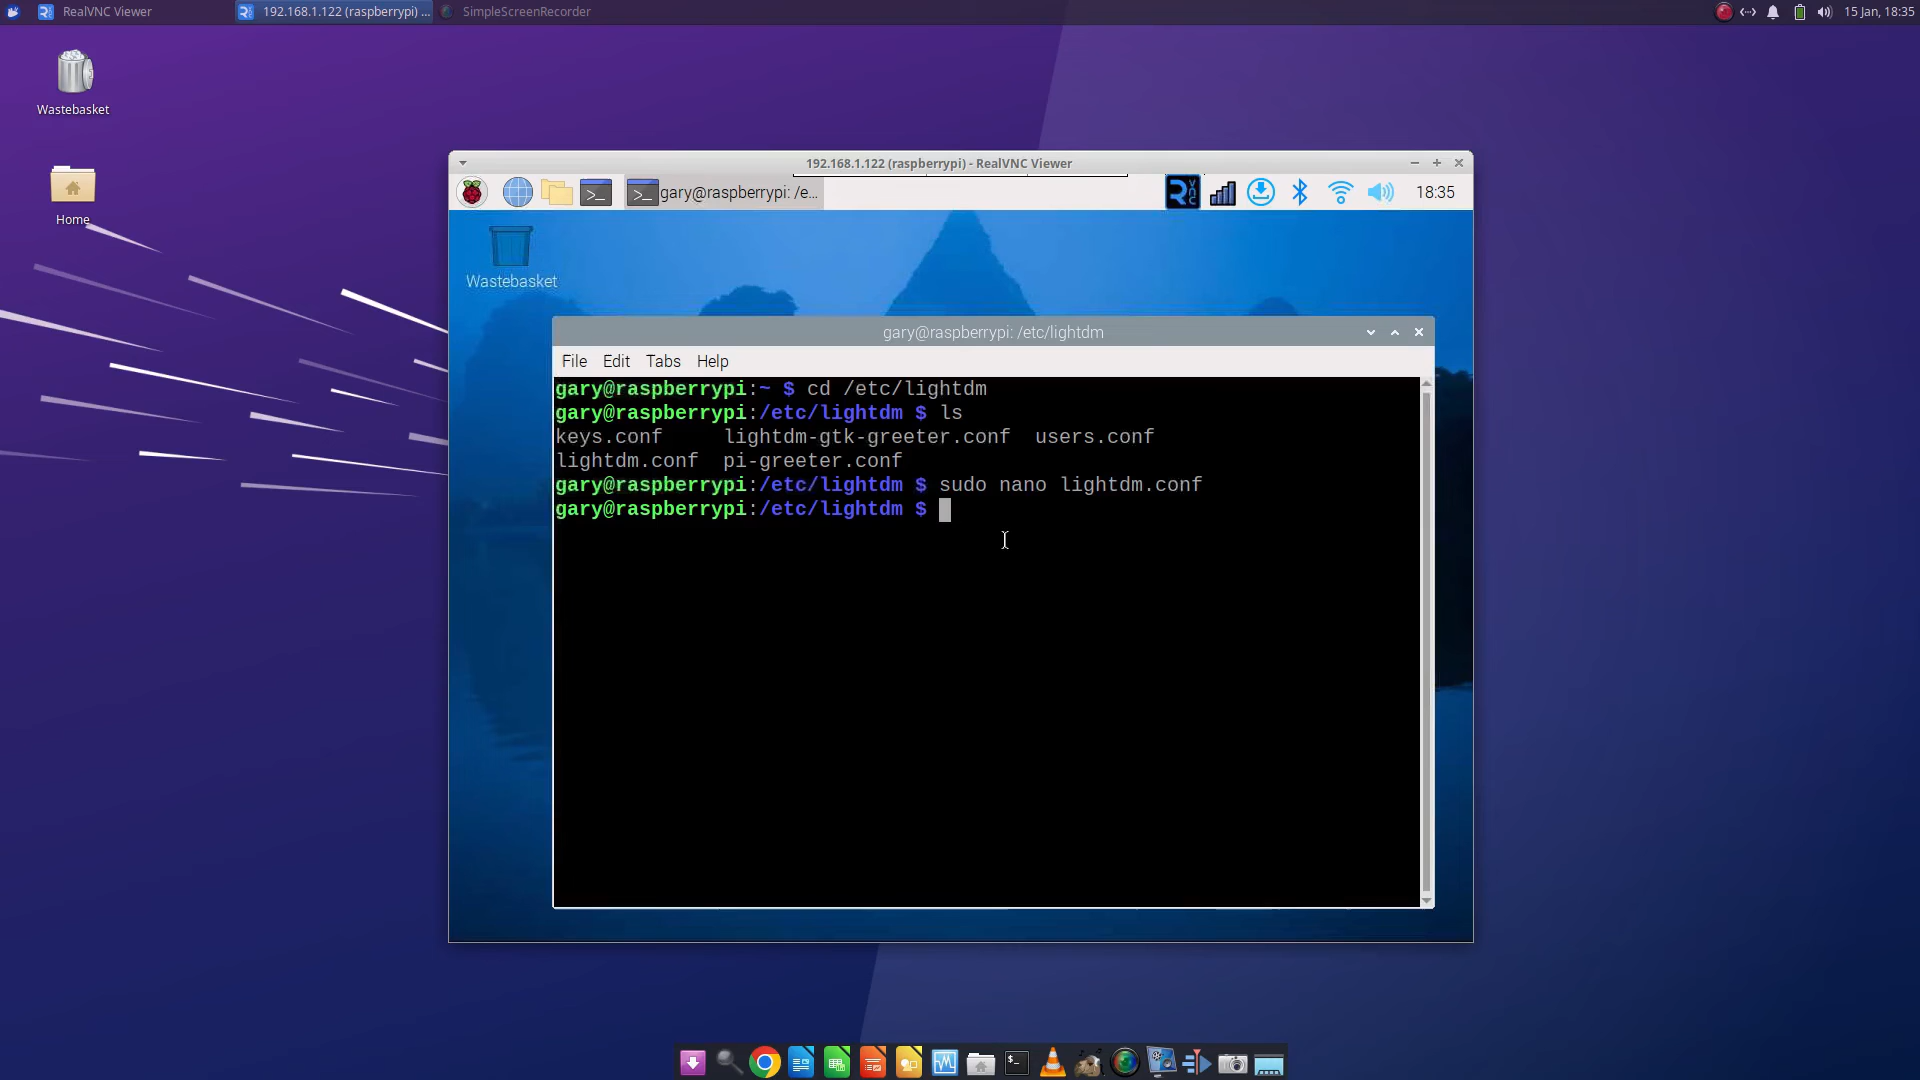 RealVNC Viewer
192.168.1.122 (raspberrypi) ...
SimpleScreenRecorder
15 Jan, 18:35
Wastebasket
Home
192.168.1.122 (raspberrypi) - RealVNC Viewer
gary@raspberrypi: /e...
18:35
Wastebasket
gary@raspberrypi: /etc/lightdm
File Edit Tabs Help
gary@raspberrypi:~ $ cd /etc/lightdm
gary@raspberrypi:/etc/lightdm $ ls
keys.conf lightdm-gtk-greeter.conf users.conf
lightdm.conf pi-greeter.conf
gary@raspberrypi:/etc/lightdm $ sudo nano lightdm.conf
gary@raspberrypi:/etc/lightdm $